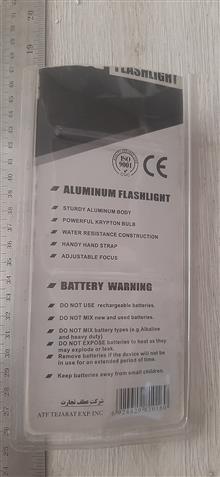 FLASHLIGHT
ISO
9001
CE
ALUMINUM FLASHLIGHT
STURDY ALUMINUM BODY
POWERFUL KRYPTON BULB
WATER RESISTANCE CONSTRUCTION
HANDY HAND STRAP
ADJUSTABLE FOCUS
BATTERY WARNING
DO NOT USE rechargeable batteries.
DO NOT MIX new and used batteries.
DO NOT MIX battery types (e.g Alkaline
and heavy duty)
DO NOT EXPOSE batteries to heat as they
may explode or leak.
Remove batteries if the device will not be
in use for an extended period of time.
Keep batteries away from small children.
شرکت عطف تجارت
ATF TEJARAT EXP. INC